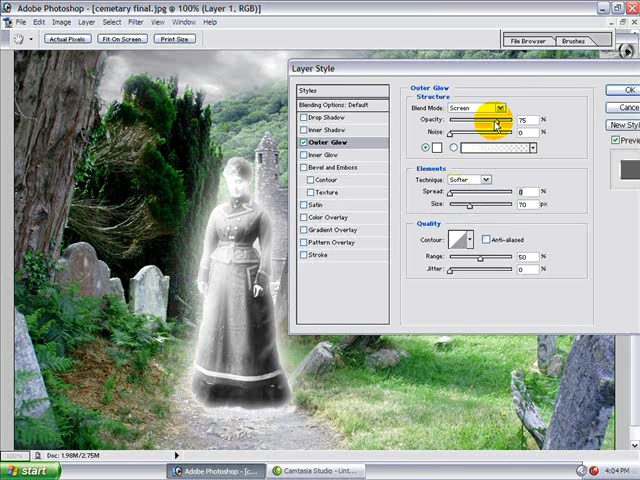 Adobe Photoshop - [cemetary final.jpg @ 100% (Layer 1, RGB)]
File Edit Image Layer Select Filter View Window Help
Actual Pixels Fit On Screen Print Size
File Browser Brushes
Layer Style
Styles
Blending Options: Default
Drop Shadow
Inner Shadow
Outer Glow
Inner Glow
Bevel and Emboss
Contour
Texture
Satin
Color Overlay
Gradient Overlay
Pattern Overlay
Stroke
Outer Glow
Structure
Blend Mode: Screen
Opacity: 75 %
Noise: 0 %
Elements
Technique: Softer
Spread: 0 %
Size: 70 px
Quality
Contour: Anti-aliased
Range: 50 %
Jitter: 0 %
OK
Cance
New Styl
Previe
100% Doc: 1.98M/2.75M
start Adobe Photoshop - [c... Camtasia Studio - Unt... 4:04 PM